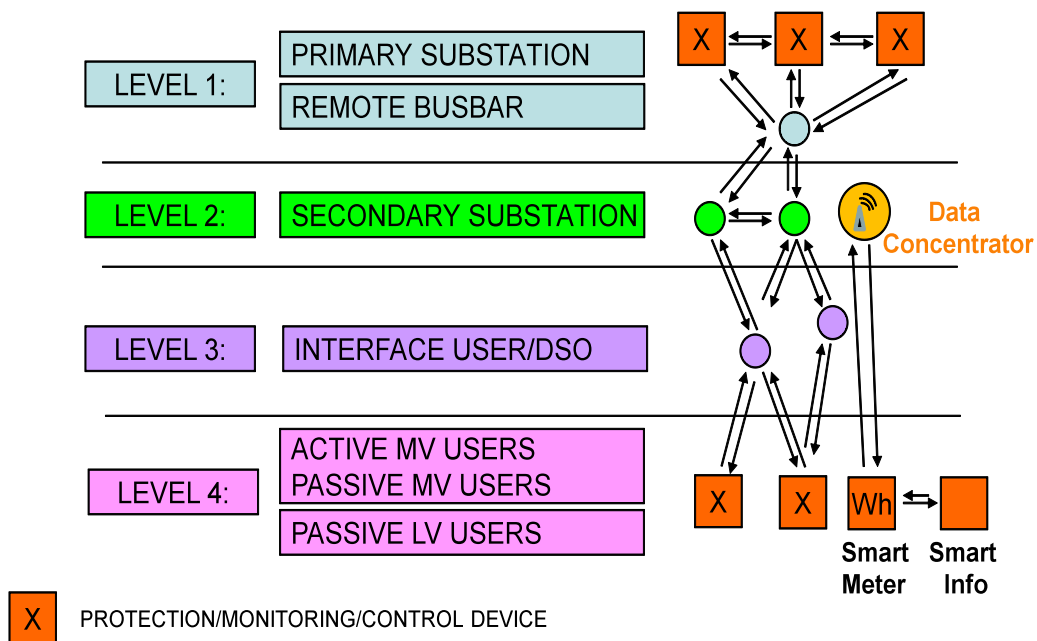 X X X
LEVEL 1:
PRIMARY SUBSTATION
REMOTE BUSBAR
LEVEL 2:
SECONDARY SUBSTATION
Data
Concentrator
LEVEL 3:
INTERFACE USER/DSO
LEVEL 4:
ACTIVE MV USERS
PASSIVE MV USERS
PASSIVE LV USERS
X X Wh
Smart
Meter
Smart
Info
X PROTECTION/MONITORING/CONTROL DEVICE